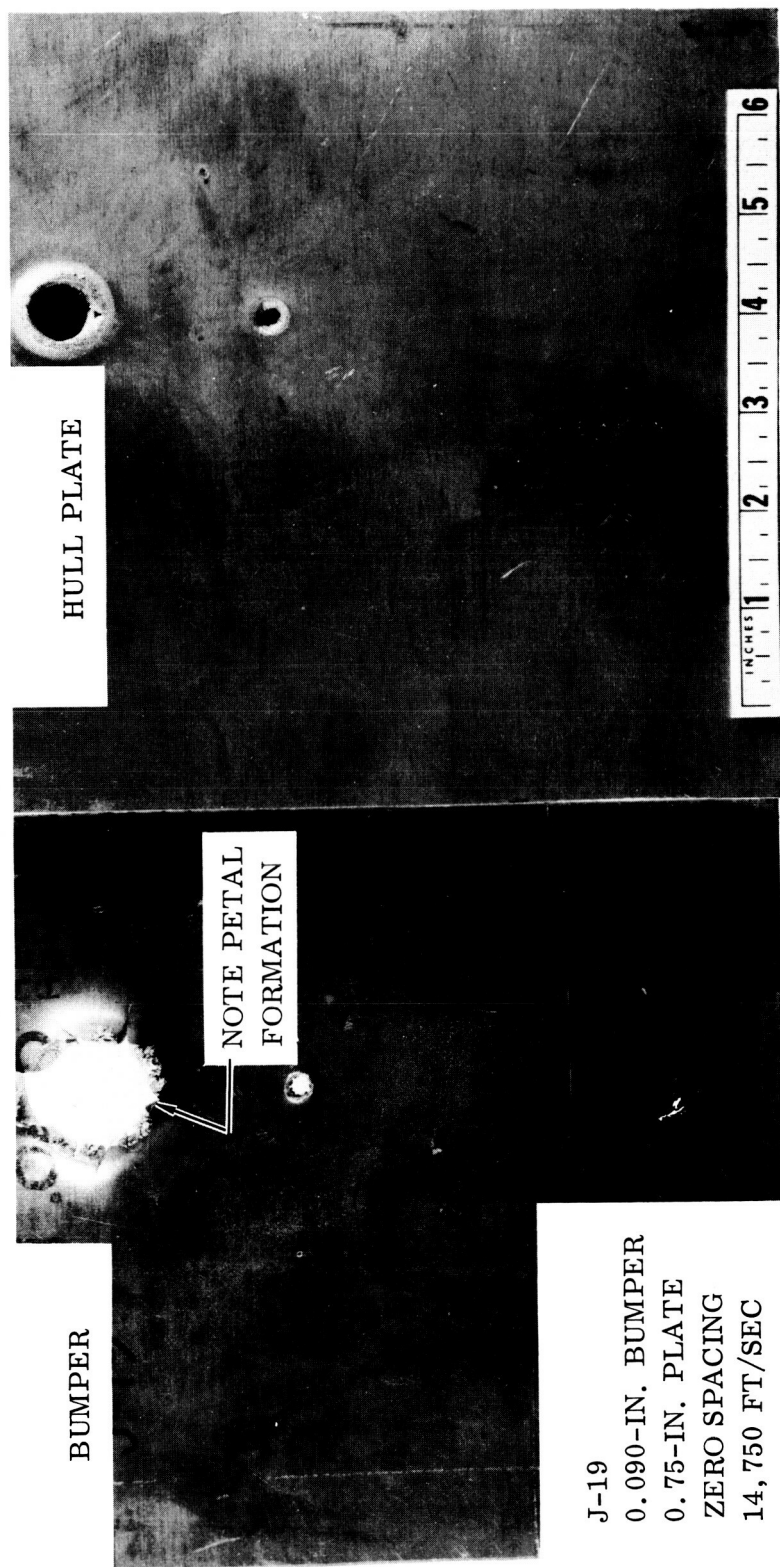 BUMPER
NOTE PETAL
FORMATION
HULL PLATE
J-19
0.090-IN. BUMPER
0.75-IN. PLATE
ZERO SPACING
14,750 FT/SEC
INCHES 1 2 3 4 5 6